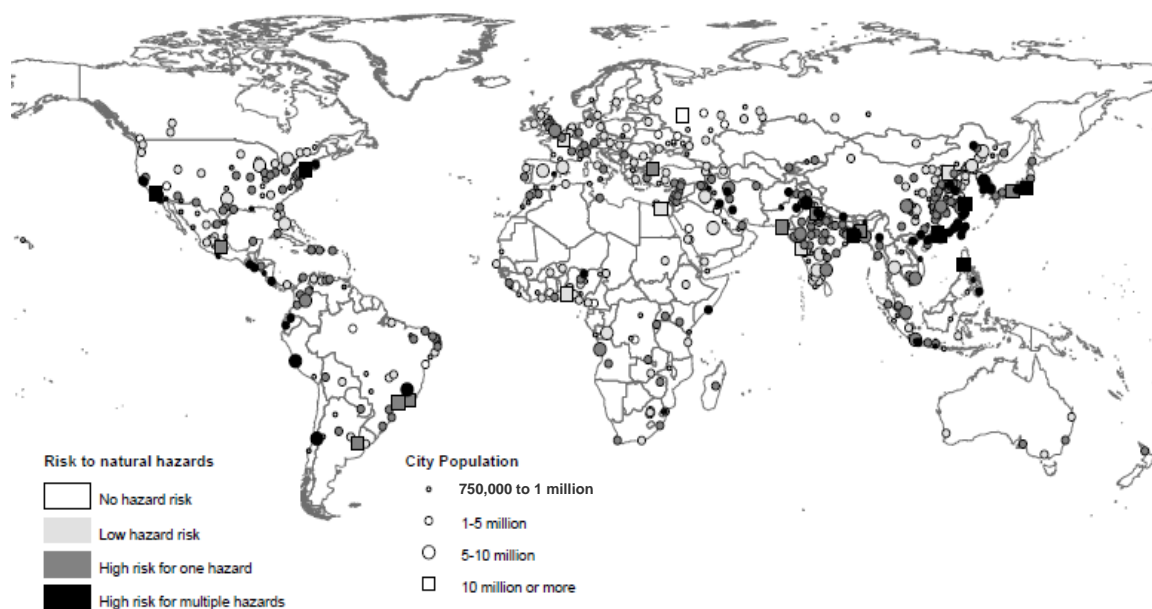 Risk to natural hazards
No hazard risk
Low hazard risk
High risk for one hazard
High risk for multiple hazards
City Population
750,000 to 1 million
1-5 million
5-10 million
10 million or more